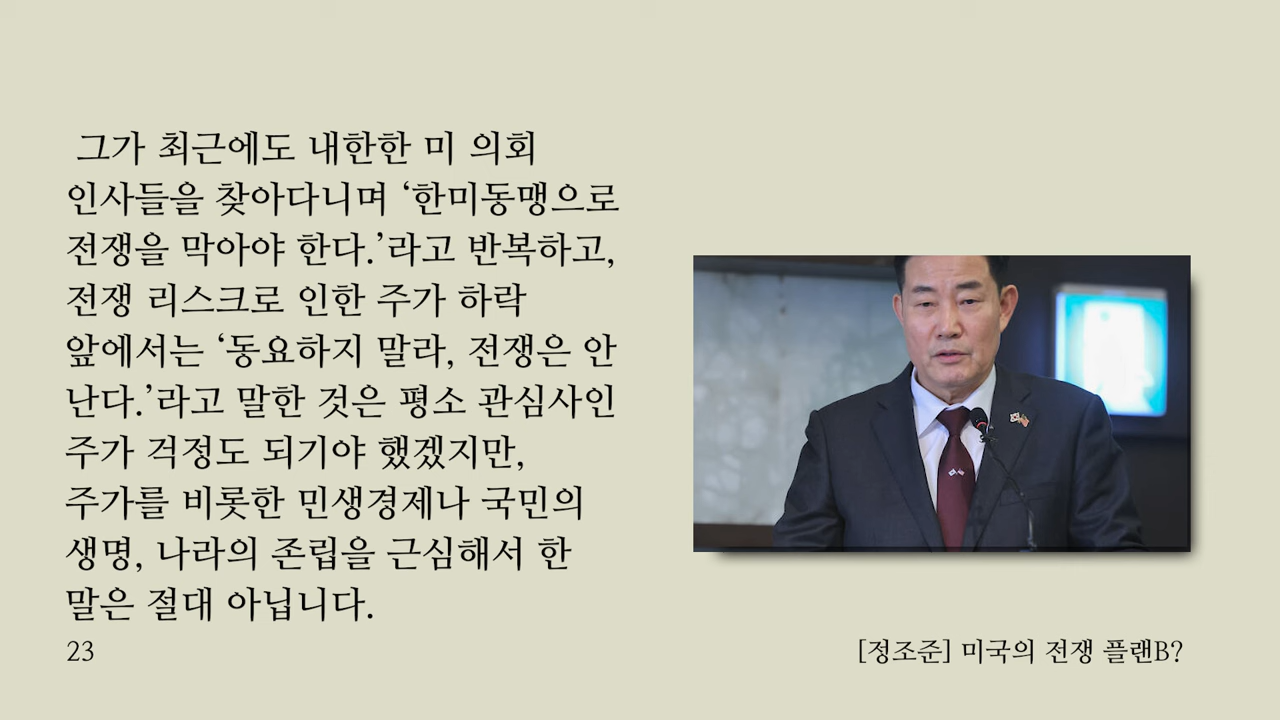 그가 최근에도 내한한 미 의회
인사들을 찾아다니며 ‘한미동맹으로
전쟁을 막아야 한다.’라고 반복하고,
전쟁 리스크로 인한 주가 하락
앞에서는 ‘동요하지 말라, 전쟁은 안
난다.’라고 말한 것은 평소 관심사인
주가 걱정도 되기야 했겠지만,
주가를 비롯한 민생경제나 국민의
생명, 나라의 존립을 근심해서 한
말은 절대 아닙니다.
23
[정조준] 미국의 전쟁 플랜B?